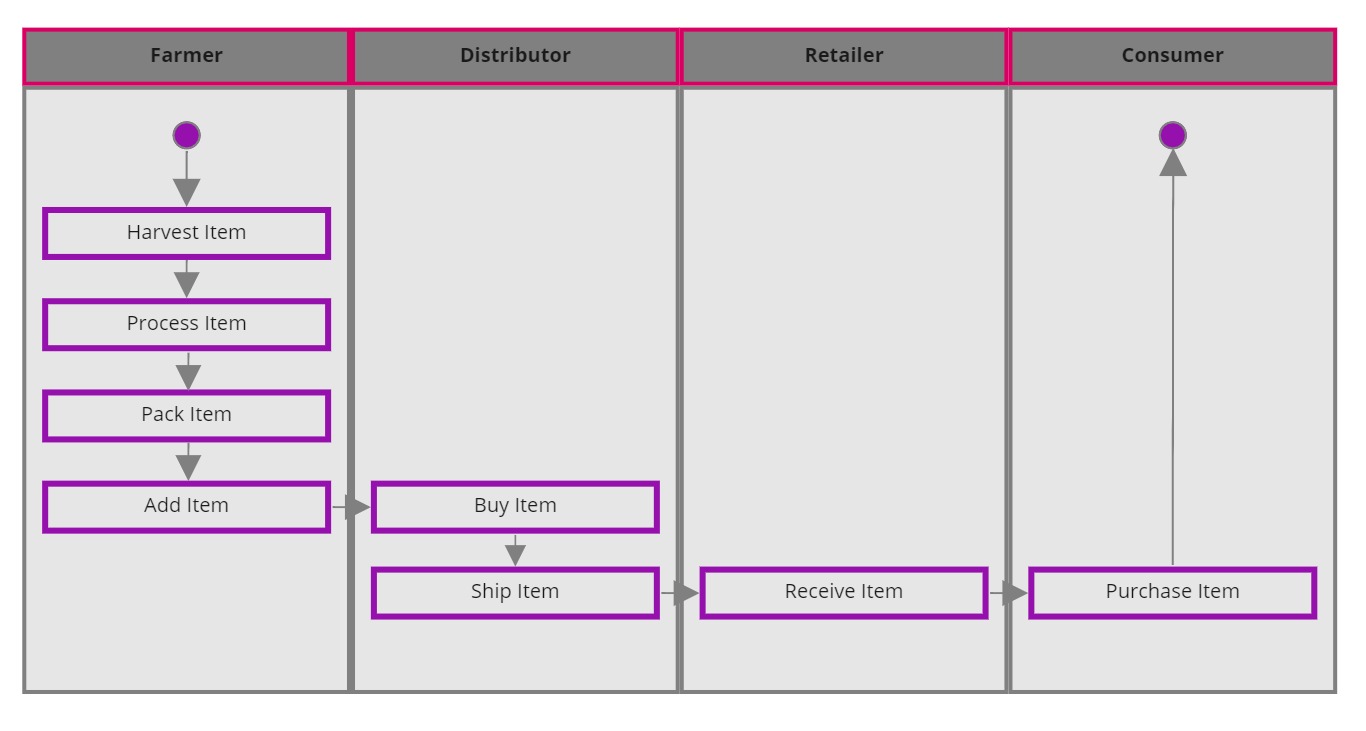 Farmer
Distributor
Retailer
Consumer
Harvest Item
Process Item
Pack Item
Add Item
Buy Item
Ship Item
Receive Item
Purchase Item